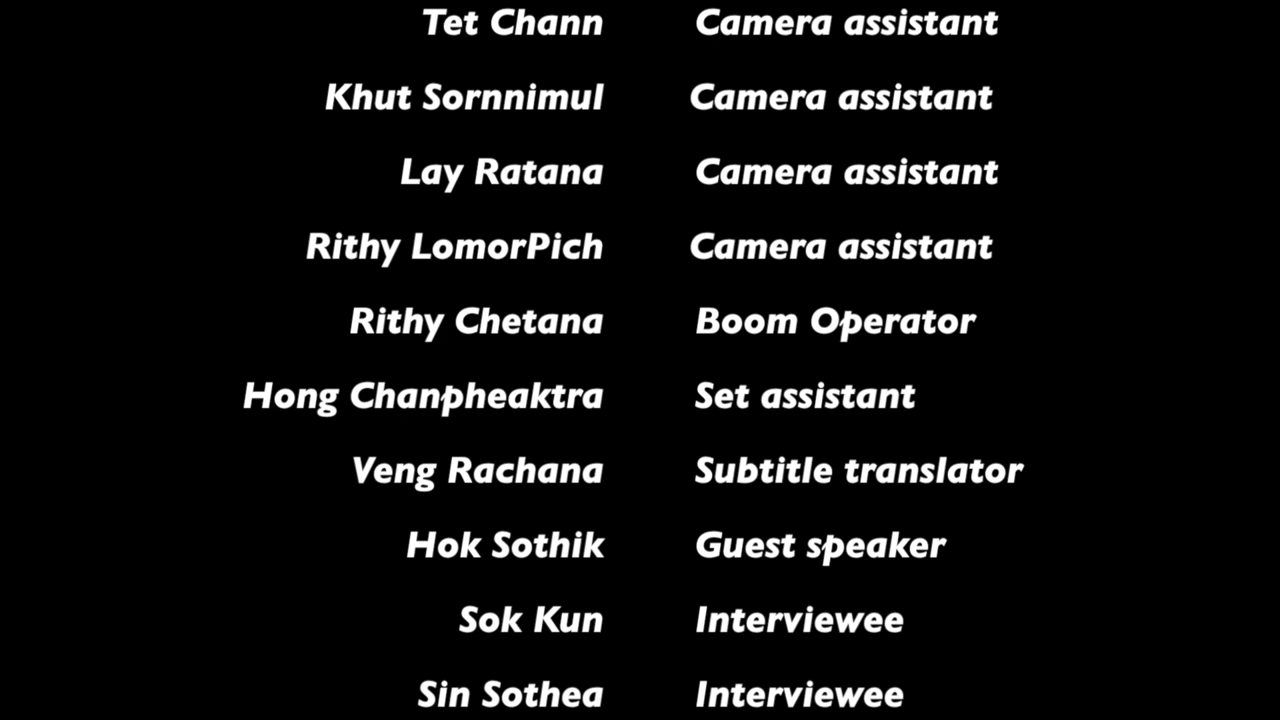 Tet Chann Camera assistant
Khut Sornnimul Camera assistant
Lay Ratana Camera assistant
Rithy LomorPich Camera assistant
Rithy Chetana Boom Operator
Hong Chanpheaktra Set assistant
Veng Rachana Subtitle translator
Hok Sothik Guest speaker
Sok Kun Interviewee
Sin Sothea Interviewee